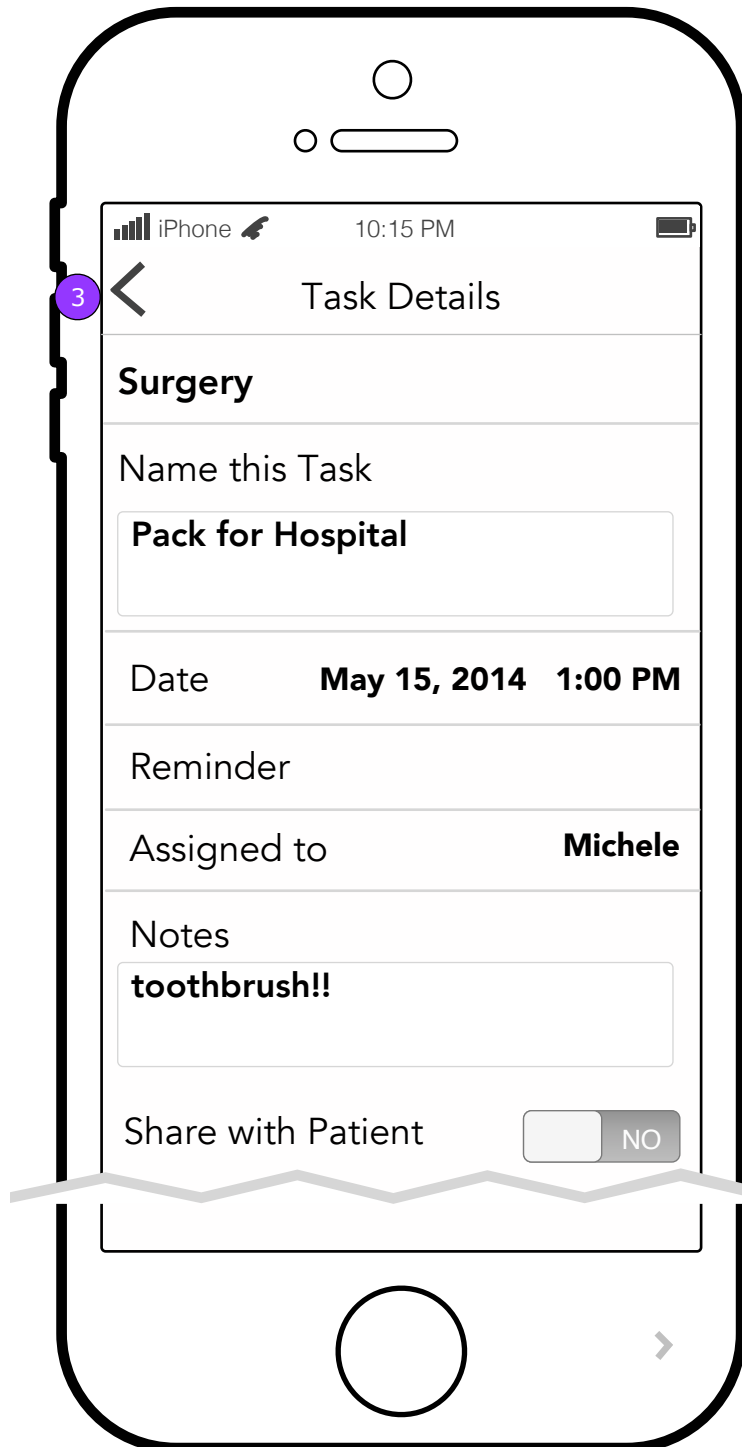 iPhone 10:15 PM
3 Task Details
Surgery
Name this Task
Pack for Hospital
Date May 15, 2014 1:00 PM
Reminder
Assigned to Michele
Notes
toothbrush!!
Share with Patient NO